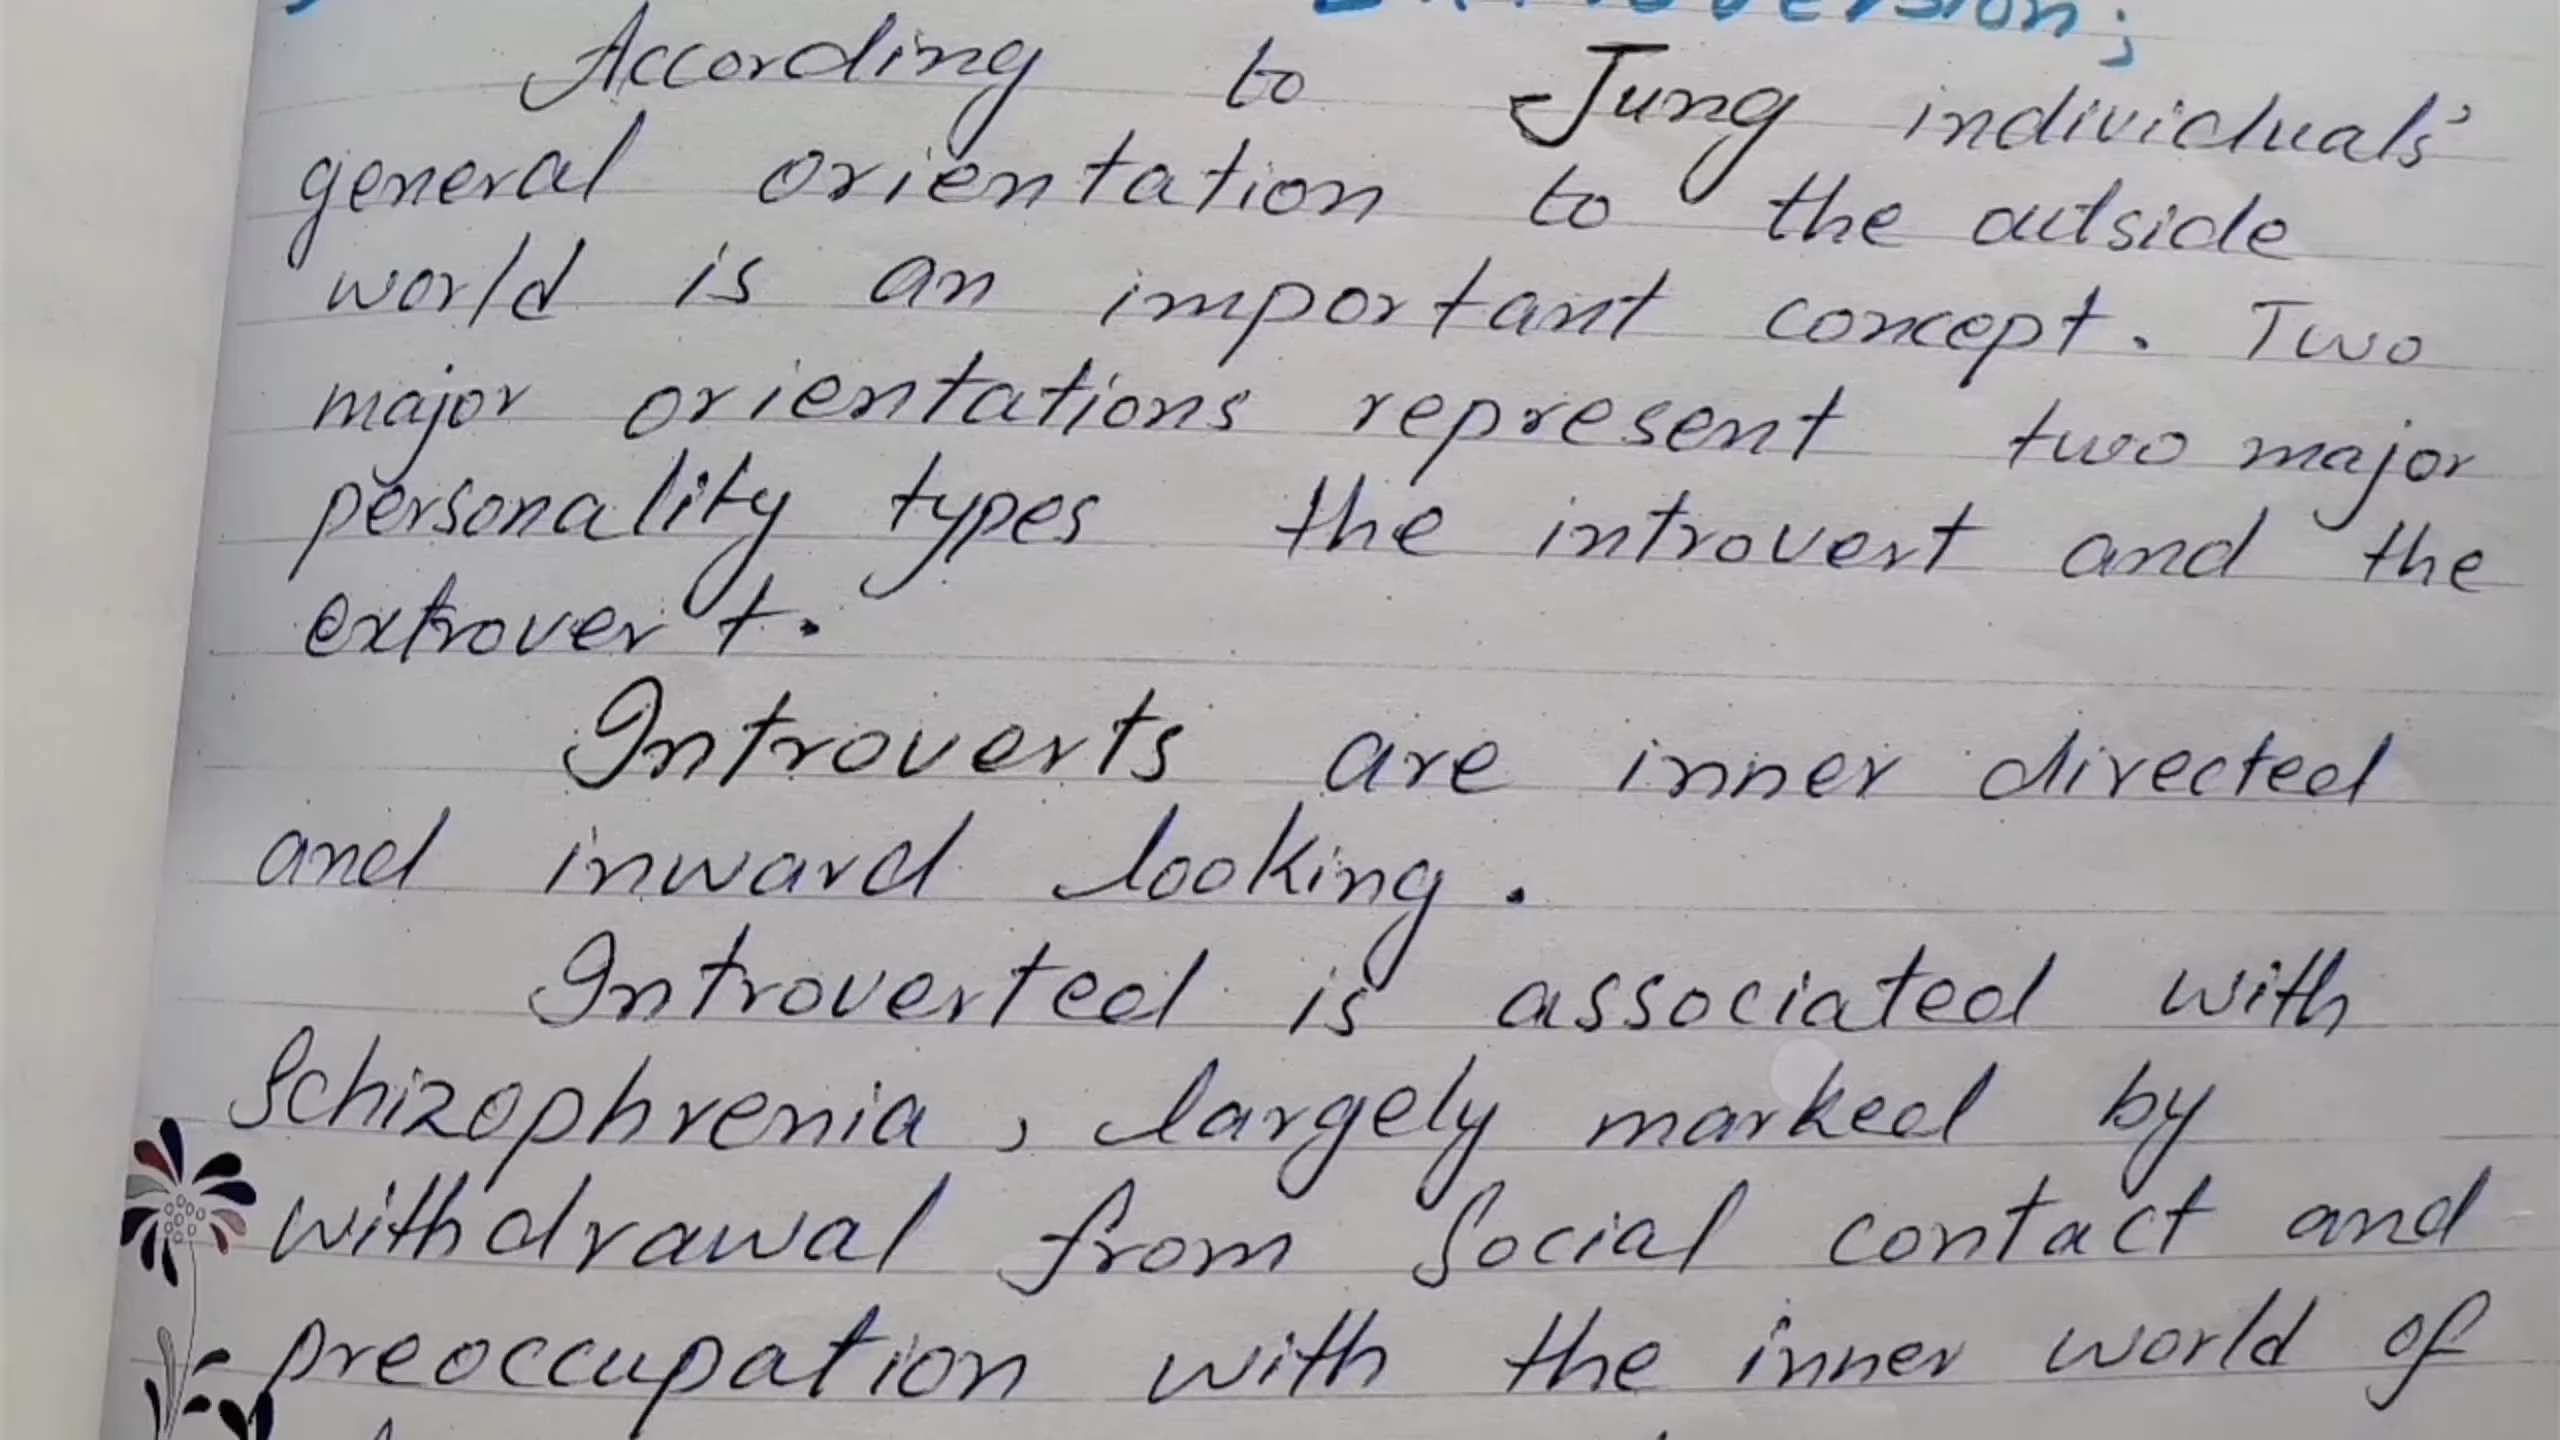 Extroversion;
According to Jung individuals'
general orientation to the outside
world is an important concept. Two
major orientations represent two major
personality types the introvert and the
extrovert.
Introverts are inner directed
and inward looking.
Introverted is associated with
Schizophrenia, largely marked by
withdrawal from Social contact and
preoccupation with the inner world of